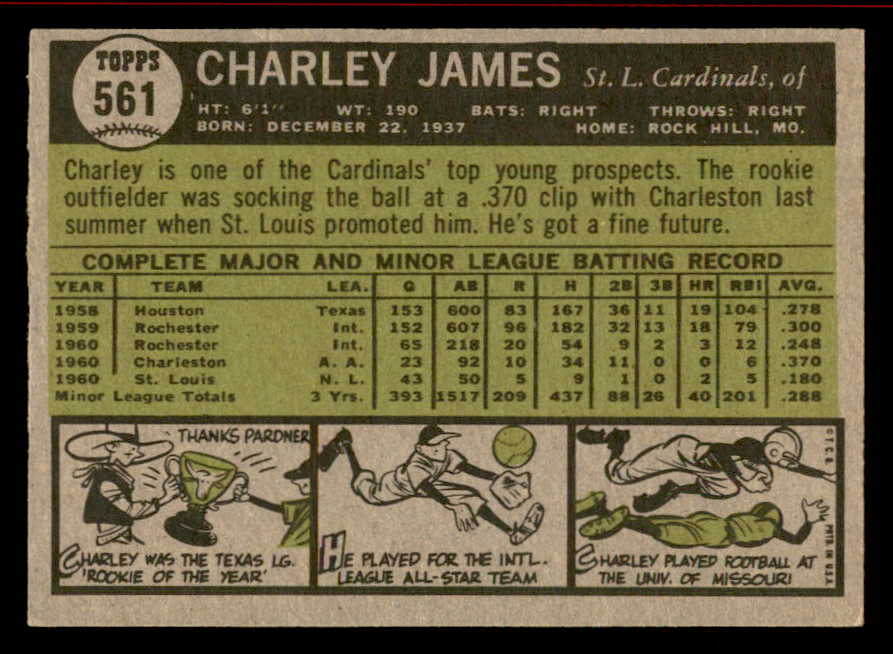 TOPPS
561
CHARLEY JAMES St. L. Cardinals, of
HT: 6'1" WT: 190 BATS: RIGHT THROWS: RIGHT
BORN: DECEMBER 22, 1937 HOME: ROCK HILL, MO.
Charley is one of the Cardinals' top young prospects. The rookie
outfielder was socking the ball at a .370 clip with Charleston last
summer when St. Louis promoted him. He's got a fine future.
COMPLETE MAJOR AND MINOR LEAGUE BATTING RECORD
YEAR TEAM LEA. G AB R H 2B 3B HR RBI AVG.
1958 Houston Texas 153 600 83 167 36 11 19 104 .278
1959 Rochester Int. 152 607 96 182 32 13 18 79 .300
1960 Rochester Int. 65 218 20 54 9 2 3 12 .248
1960 Charleston A. A. 23 92 10 34 11 0 0 6 .370
1960 St. Louis N. L. 43 50 5 9 1 0 2 5 .180
Minor League Totals 3 Yrs. 393 1517 209 437 88 26 40 201 .288
THANKS PARDNER
CHARLEY WAS THE TEXAS LG.
'ROOKIE OF THE YEAR'
HE PLAYED FOR THE INTL.
LEAGUE ALL-STAR TEAM
CHARLEY PLAYED FOOTBALL AT
THE UNIV. OF MISSOURI
© T.C.G. PRTD. IN U.S.A.